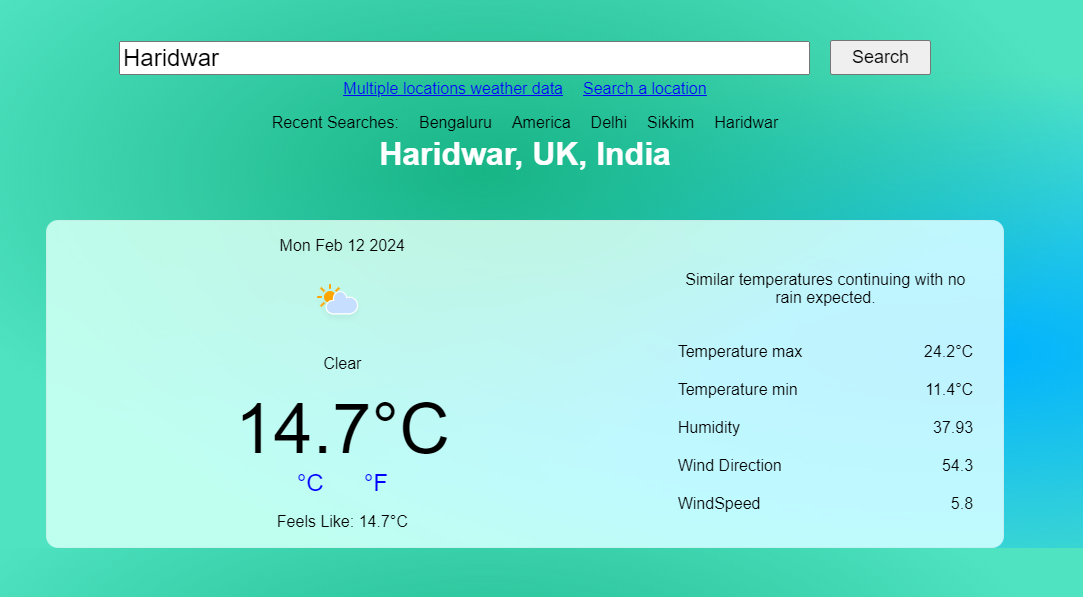 Haridwar Search
Multiple locations weather data Search a location
Recent Searches: Bengaluru America Delhi Sikkim Haridwar
Haridwar, UK, India
Mon Feb 12 2024
Clear
14.7°C
°C °F
Feels Like: 14.7°C
Similar temperatures continuing with no
rain expected.
Temperature max 24.2°C
Temperature min 11.4°C
Humidity 37.93
Wind Direction 54.3
WindSpeed 5.8